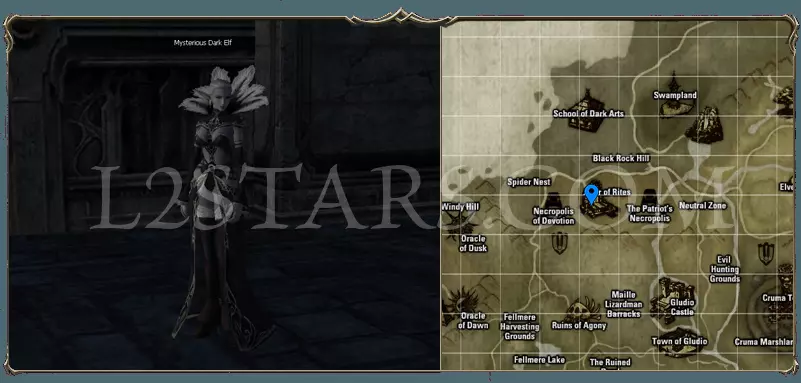 Mysterious Dark Elf
L2STARS.COM
Swampland
School of Dark Arts
Black Rock Hill
Spider Nest
r of Rites
Elve
Windy Hill
Necropolis
of Devotion
The Patriot's
Necropolis
Neutral Zone
Oracle
of Dusk
Evil
Hunting
Grounds
Maille
Lizardman
Barracks
Gludio
Castle
Cruma T
Oracle
of Dawn
Fellmere
Harvesting
Grounds
Ruins of Agony
Town of Gludio
Cruma Marshlan
Fellmere Lake
The Ruined